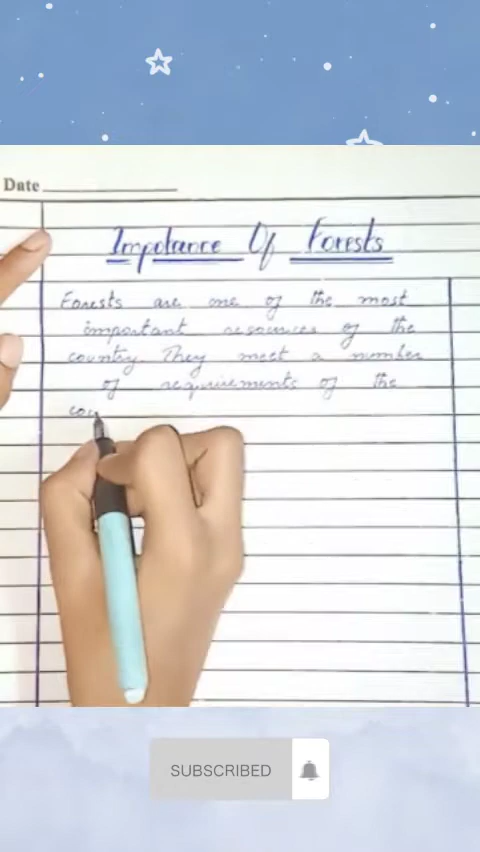 Date
Impotance Of Forests
Forests are one of the most
important resources of the
country. They meet a number
of requirements of the
cou
SUBSCRIBED